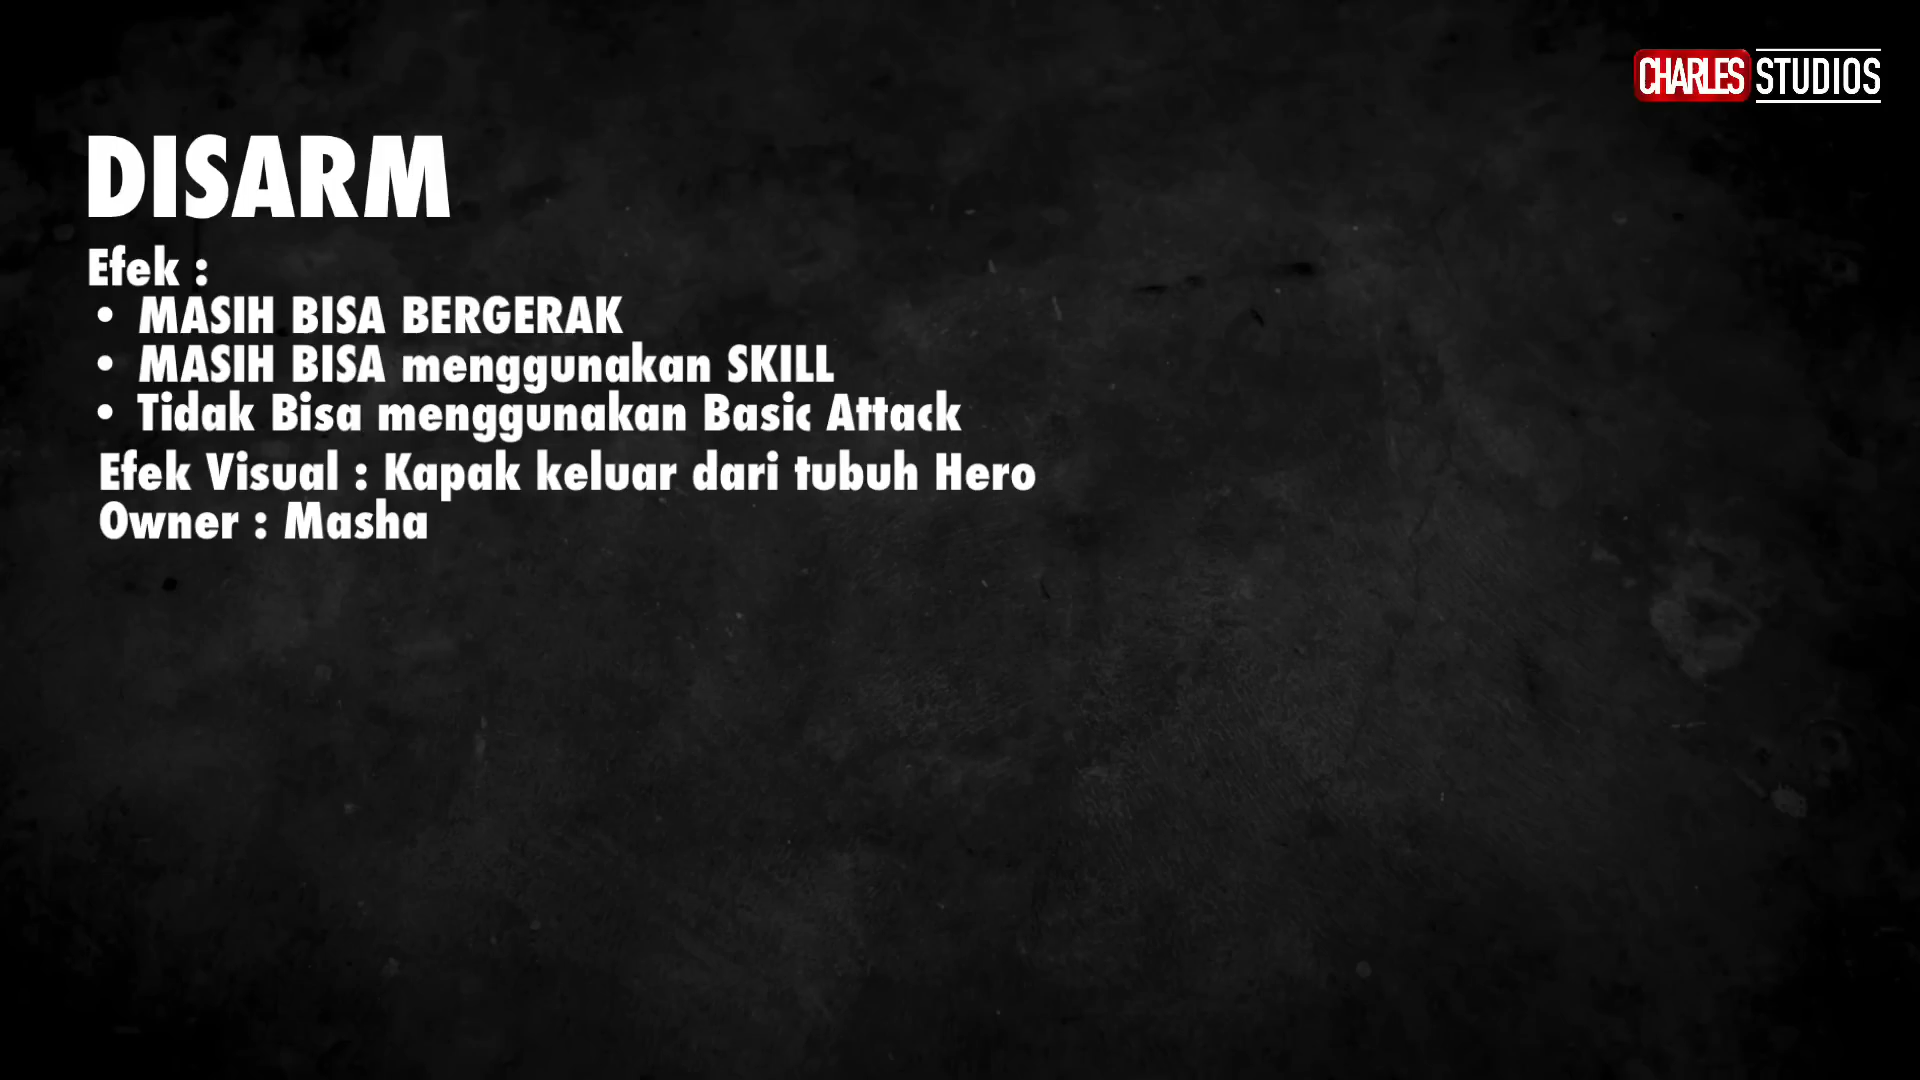 CHARLES STUDIOS
DISARM
Efek :
• MASIH BISA BERGERAK
• MASIH BISA menggunakan SKILL
• Tidak Bisa menggunakan Basic Attack
Efek Visual : Kapak keluar dari tubuh Hero
Owner : Masha